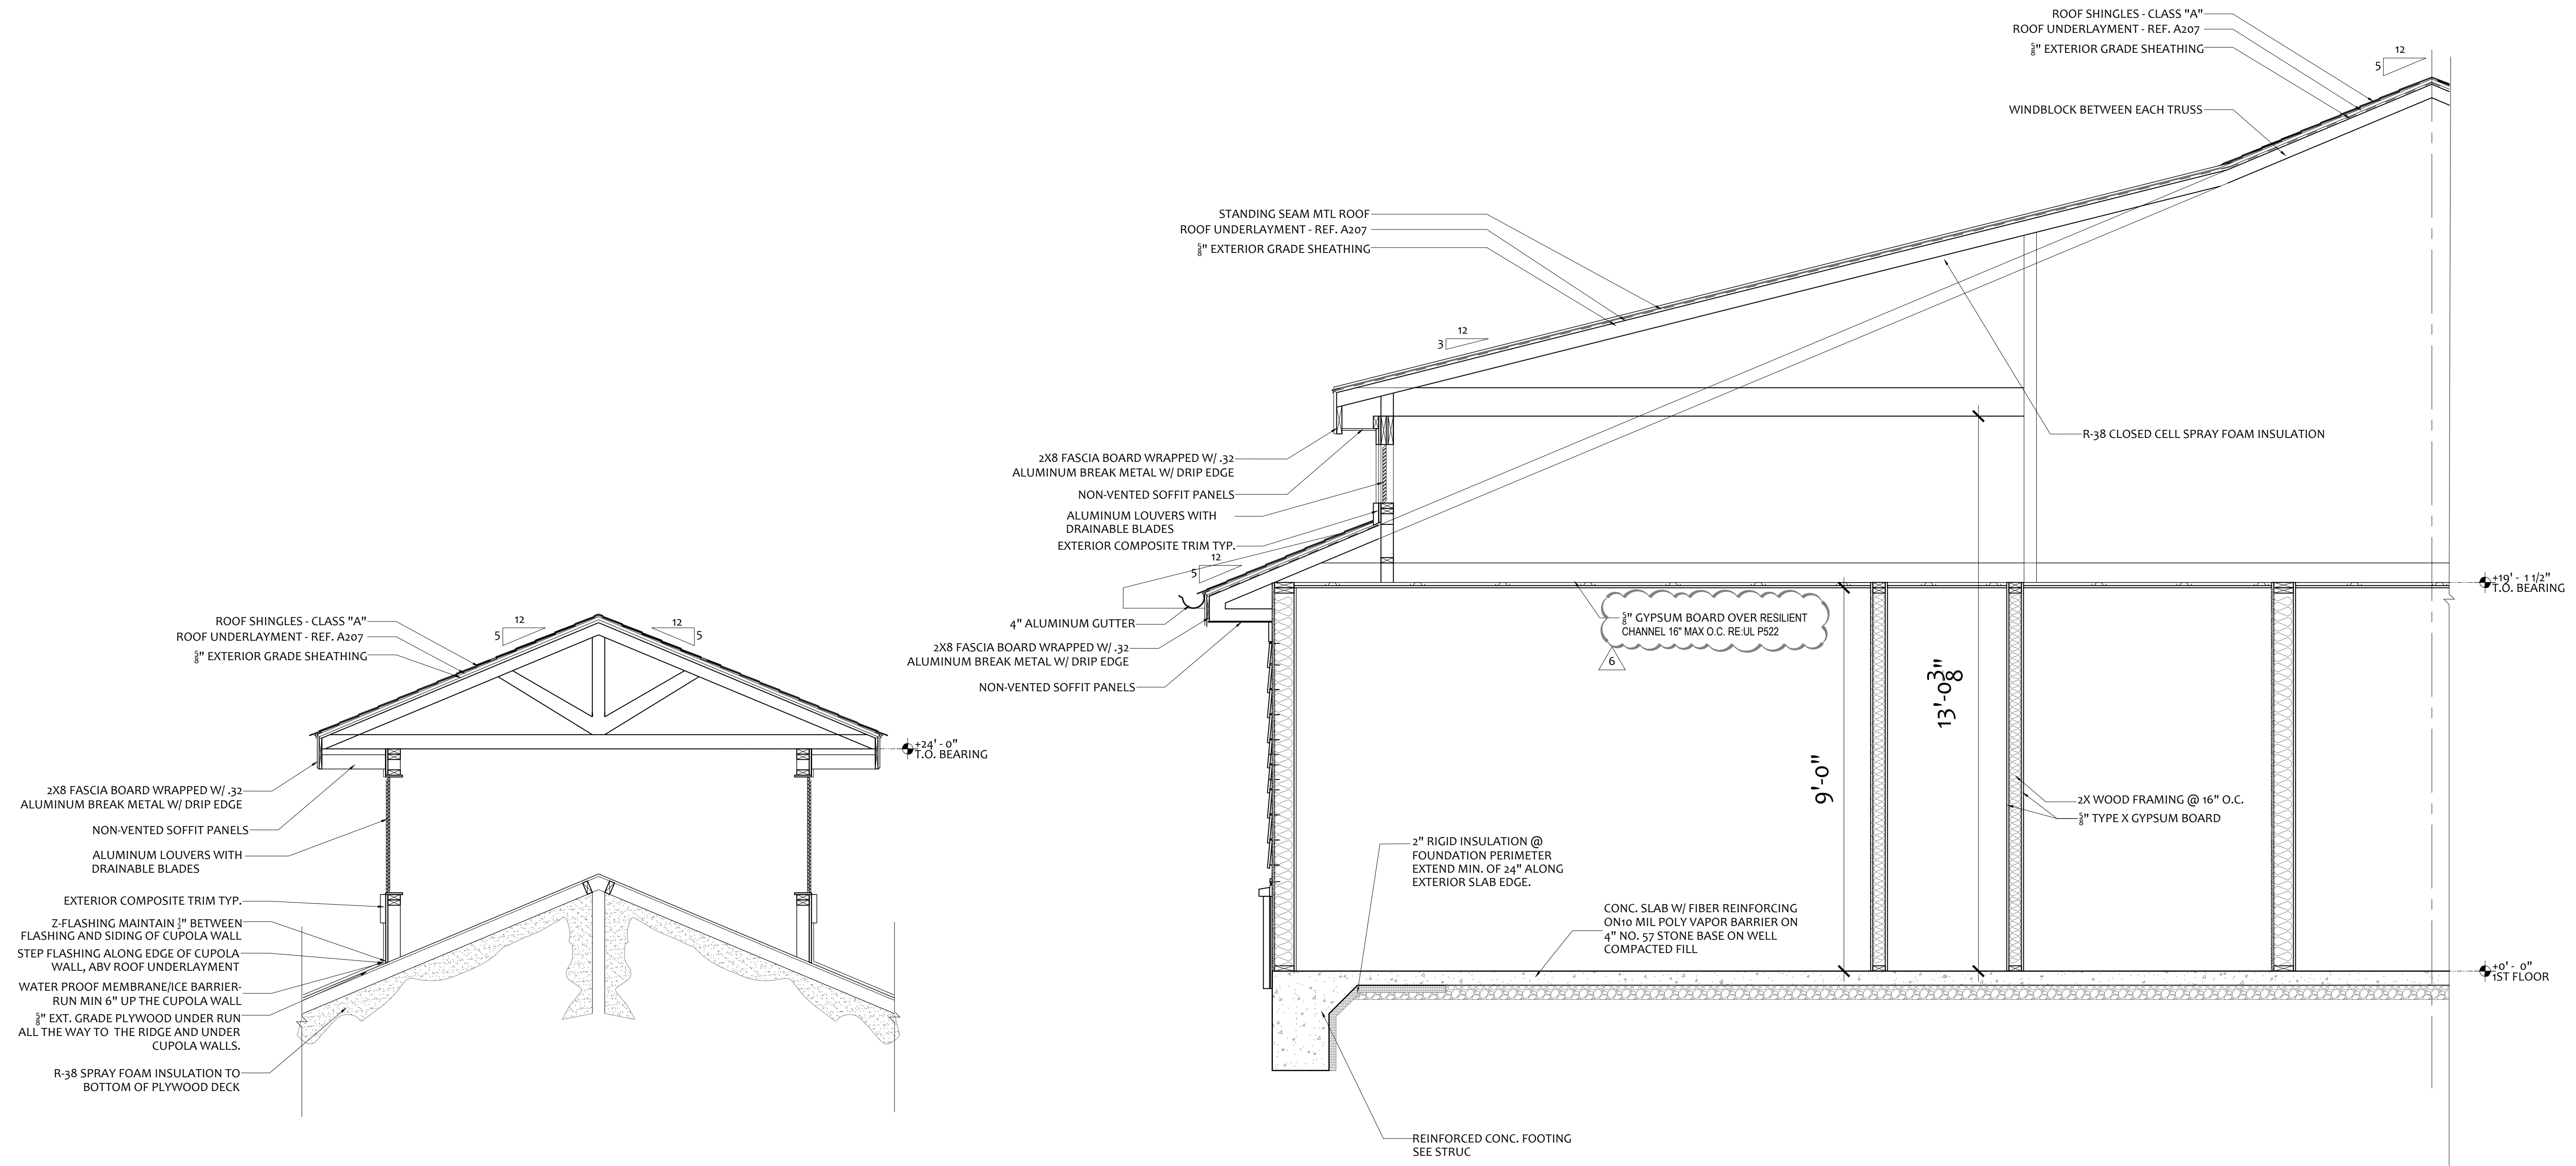 ROOF SHINGLES - CLASS "A"
ROOF UNDERLAYMENT - REF. A207
5/8" EXTERIOR GRADE SHEATHING
12
5
WINDBLOCK BETWEEN EACH TRUSS
STANDING SEAM MTL ROOF
ROOF UNDERLAYMENT - REF. A207
5/8" EXTERIOR GRADE SHEATHING
12
3
R-38 CLOSED CELL SPRAY FOAM INSULATION
2X8 FASCIA BOARD WRAPPED W/ .32
ALUMINUM BREAK METAL W/ DRIP EDGE
NON-VENTED SOFFIT PANELS
ALUMINUM LOUVERS WITH
DRAINABLE BLADES
EXTERIOR COMPOSITE TRIM TYP.
12
5
4" ALUMINUM GUTTER
2X8 FASCIA BOARD WRAPPED W/ .32
ALUMINUM BREAK METAL W/ DRIP EDGE
NON-VENTED SOFFIT PANELS
5/8" GYPSUM BOARD OVER RESILIENT
CHANNEL 16" MAX O.C. RE:UL P522
6
+19' - 1 1/2"
T.O. BEARING
9'-0"
13'-0 3/8"
2X WOOD FRAMING @ 16" O.C.
5/8" TYPE X GYPSUM BOARD
2" RIGID INSULATION @
FOUNDATION PERIMETER
EXTEND MIN. OF 24" ALONG
EXTERIOR SLAB EDGE.
CONC. SLAB W/ FIBER REINFORCING
ON10 MIL POLY VAPOR BARRIER ON
4" NO. 57 STONE BASE ON WELL
COMPACTED FILL
+0' - 0"
1ST FLOOR
REINFORCED CONC. FOOTING
SEE STRUC
ROOF SHINGLES - CLASS "A"
ROOF UNDERLAYMENT - REF. A207
5/8" EXTERIOR GRADE SHEATHING
12
5
12
5
+24' - 0"
T.O. BEARING
2X8 FASCIA BOARD WRAPPED W/ .32
ALUMINUM BREAK METAL W/ DRIP EDGE
NON-VENTED SOFFIT PANELS
ALUMINUM LOUVERS WITH
DRAINABLE BLADES
EXTERIOR COMPOSITE TRIM TYP.
Z-FLASHING MAINTAIN 1/2" BETWEEN
FLASHING AND SIDING OF CUPOLA WALL
STEP FLASHING ALONG EDGE OF CUPOLA
WALL, ABV ROOF UNDERLAYMENT
WATER PROOF MEMBRANE/ICE BARRIER-
RUN MIN 6" UP THE CUPOLA WALL
5/8" EXT. GRADE PLYWOOD UNDER RUN
ALL THE WAY TO THE RIDGE AND UNDER
CUPOLA WALLS.
R-38 SPRAY FOAM INSULATION TO
BOTTOM OF PLYWOOD DECK